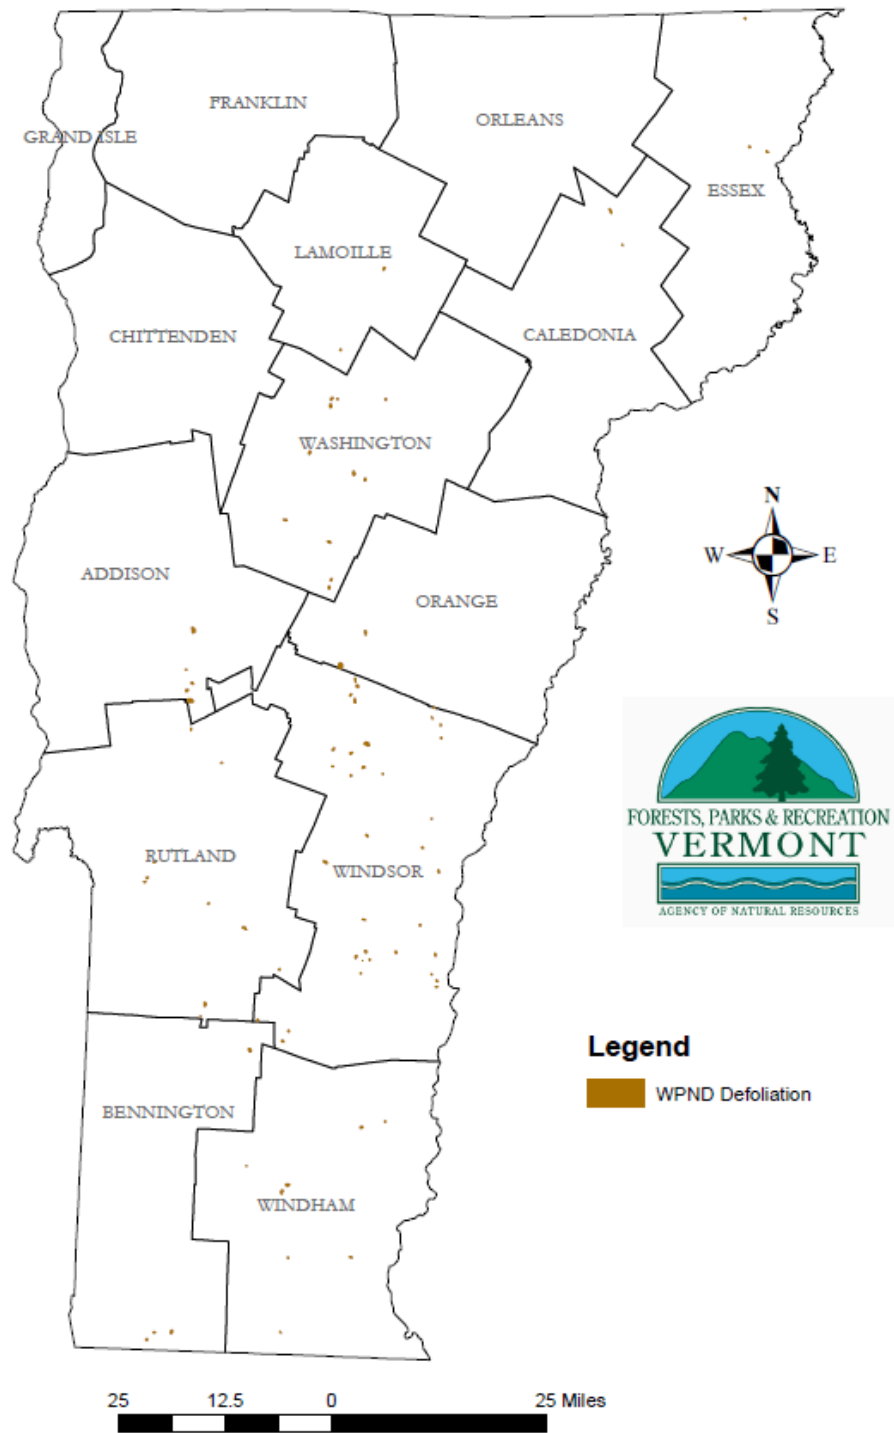 FRANKLIN
ORLEANS
GRAND ISLE
ESSEX
LAMOILLE
CHITTENDEN
CALEDONIA
WASHINGTON
N
W
E
S
ADDISON
ORANGE
FORESTS, PARKS & RECREATION
VERMONT
AGENCY OF NATURAL RESOURCES
RUTLAND
WINDSOR
Legend
WPND Defoliation
BENNINGTON
WINDHAM
25 12.5 0 25 Miles